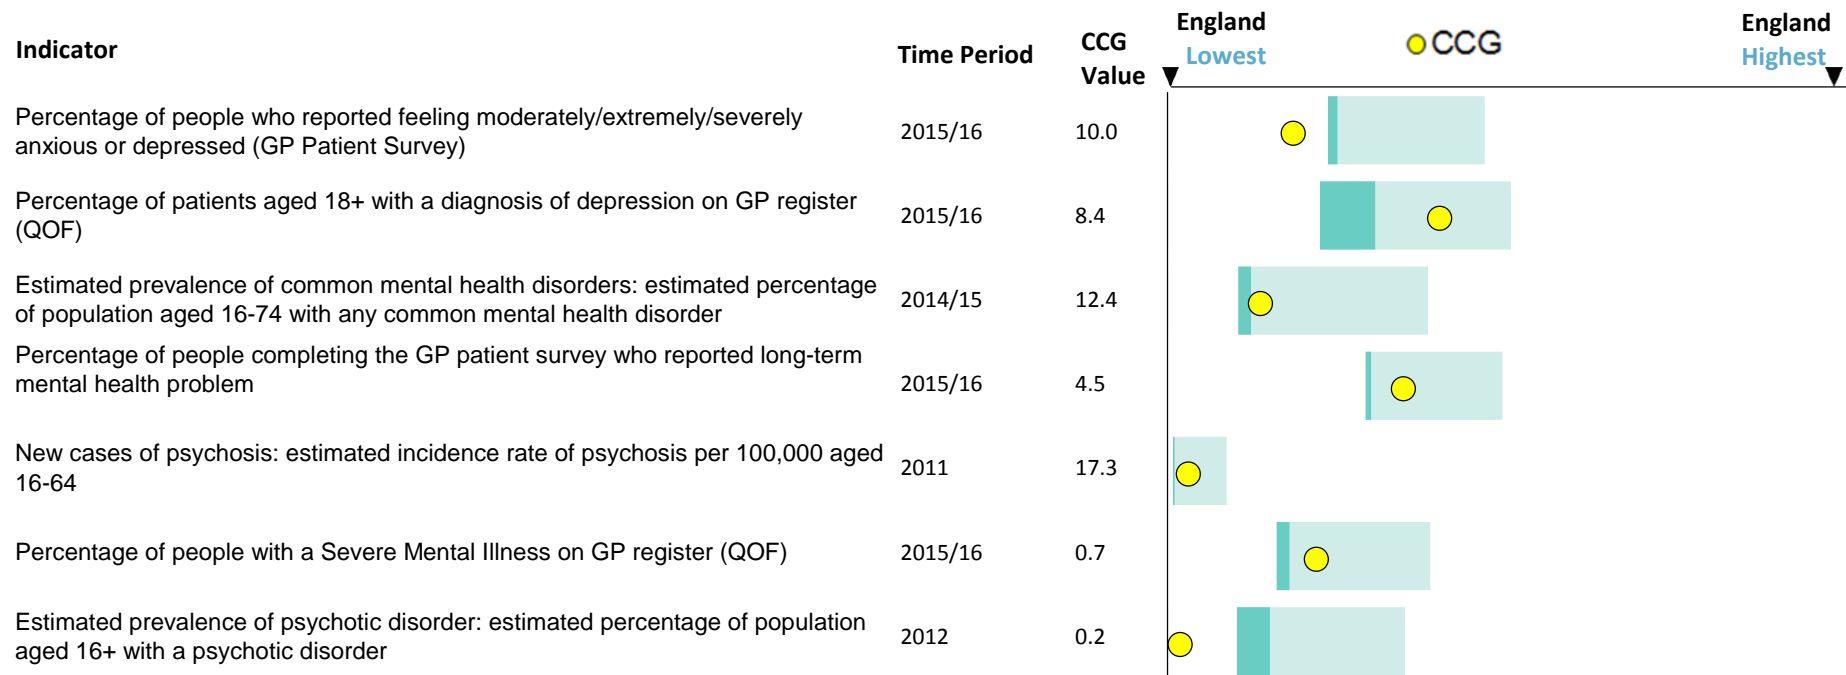 Indicator
Time Period
CCG
Value
England
Lowest
CCG
England
Highest
Percentage of people who reported feeling moderately/extremely/severely
anxious or depressed (GP Patient Survey)
2015/16
10.0
Percentage of patients aged 18+ with a diagnosis of depression on GP register
(QOF)
2015/16
8.4
Estimated prevalence of common mental health disorders: estimated percentage
of population aged 16-74 with any common mental health disorder
2014/15
12.4
Percentage of people completing the GP patient survey who reported long-term
mental health problem
2015/16
4.5
New cases of psychosis: estimated incidence rate of psychosis per 100,000 aged
16-64
2011
17.3
Percentage of people with a Severe Mental Illness on GP register (QOF)
2015/16
0.7
Estimated prevalence of psychotic disorder: estimated percentage of population
aged 16+ with a psychotic disorder
2012
0.2